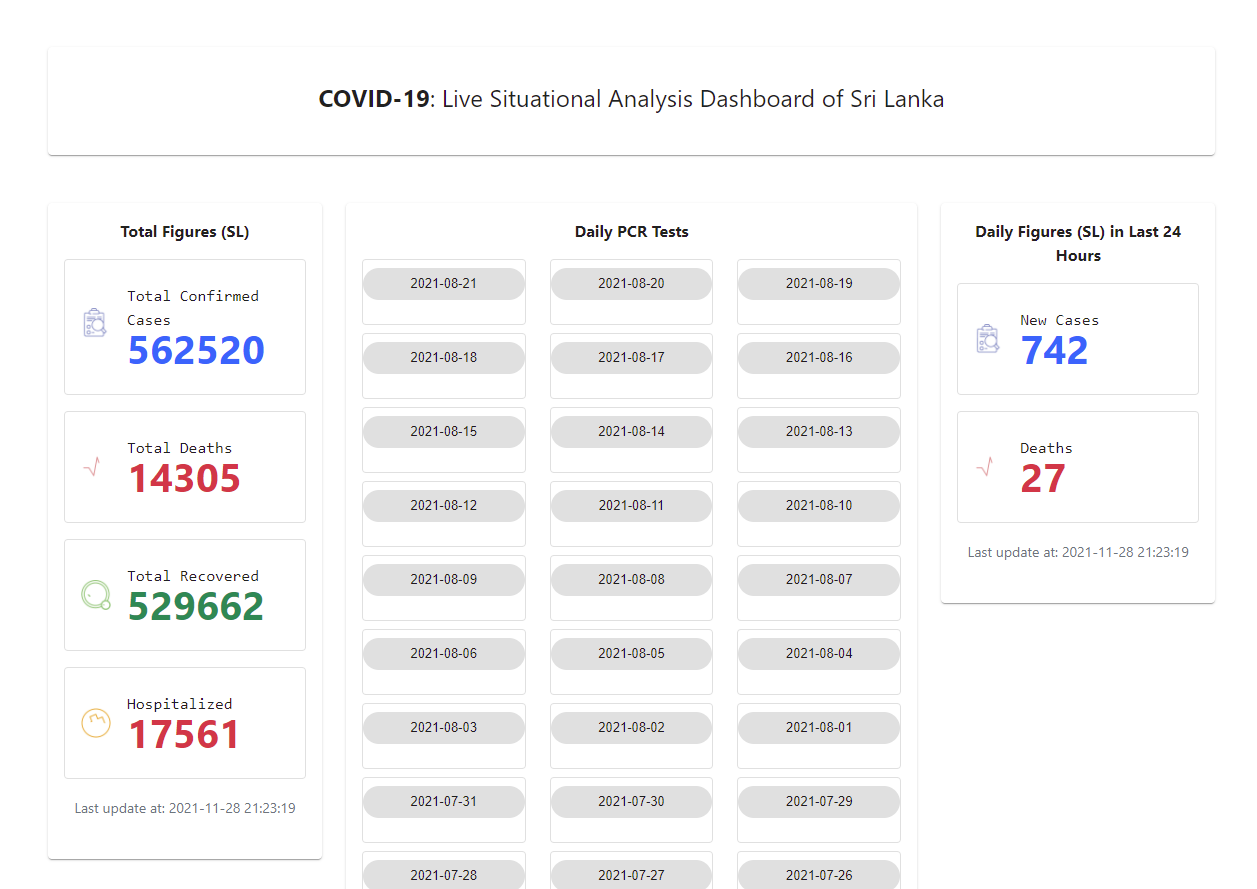 COVID-19: Live Situational Analysis Dashboard of Sri Lanka
Total Figures (SL)
Total Confirmed
Cases
562520
Total Deaths
14305
Total Recovered
529662
Hospitalized
17561
Last update at: 2021-11-28 21:23:19
Daily PCR Tests
2021-08-21 2021-08-20 2021-08-19
2021-08-18 2021-08-17 2021-08-16
2021-08-15 2021-08-14 2021-08-13
2021-08-12 2021-08-11 2021-08-10
2021-08-09 2021-08-08 2021-08-07
2021-08-06 2021-08-05 2021-08-04
2021-08-03 2021-08-02 2021-08-01
2021-07-31 2021-07-30 2021-07-29
2021-07-28 2021-07-27 2021-07-26
Daily Figures (SL) in Last 24
Hours
New Cases
742
Deaths
27
Last update at: 2021-11-28 21:23:19